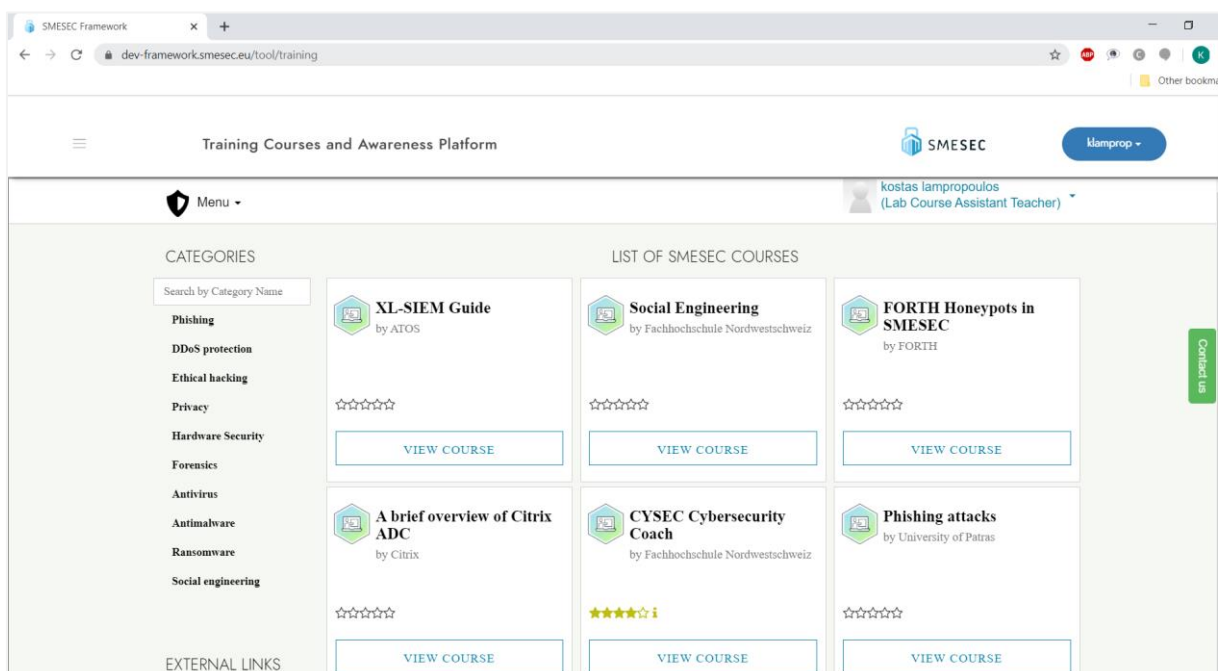 SMESEC Framework
dev-framework.smesec.eu/tool/training
ABP
K
Other bookma
Training Courses and Awareness Platform
SMESEC
klamprop
Menu
kostas lampropoulos
(Lab Course Assistant Teacher)
CATEGORIES
LIST OF SMESEC COURSES
Search by Category Name
Phishing
DDoS protection
Ethical hacking
Privacy
Hardware Security
Forensics
Antivirus
Antimalware
Ransomware
Social engineering
EXTERNAL LINKS
XL-SIEM Guide
by ATOS
VIEW COURSE
Social Engineering
by Fachhochschule Nordwestschweiz
VIEW COURSE
FORTH Honeypots in
SMESEC
by FORTH
VIEW COURSE
A brief overview of Citrix
ADC
by Citrix
VIEW COURSE
CYSEC Cybersecurity
Coach
by Fachhochschule Nordwestschweiz
VIEW COURSE
Phishing attacks
by University of Patras
VIEW COURSE
Contact us